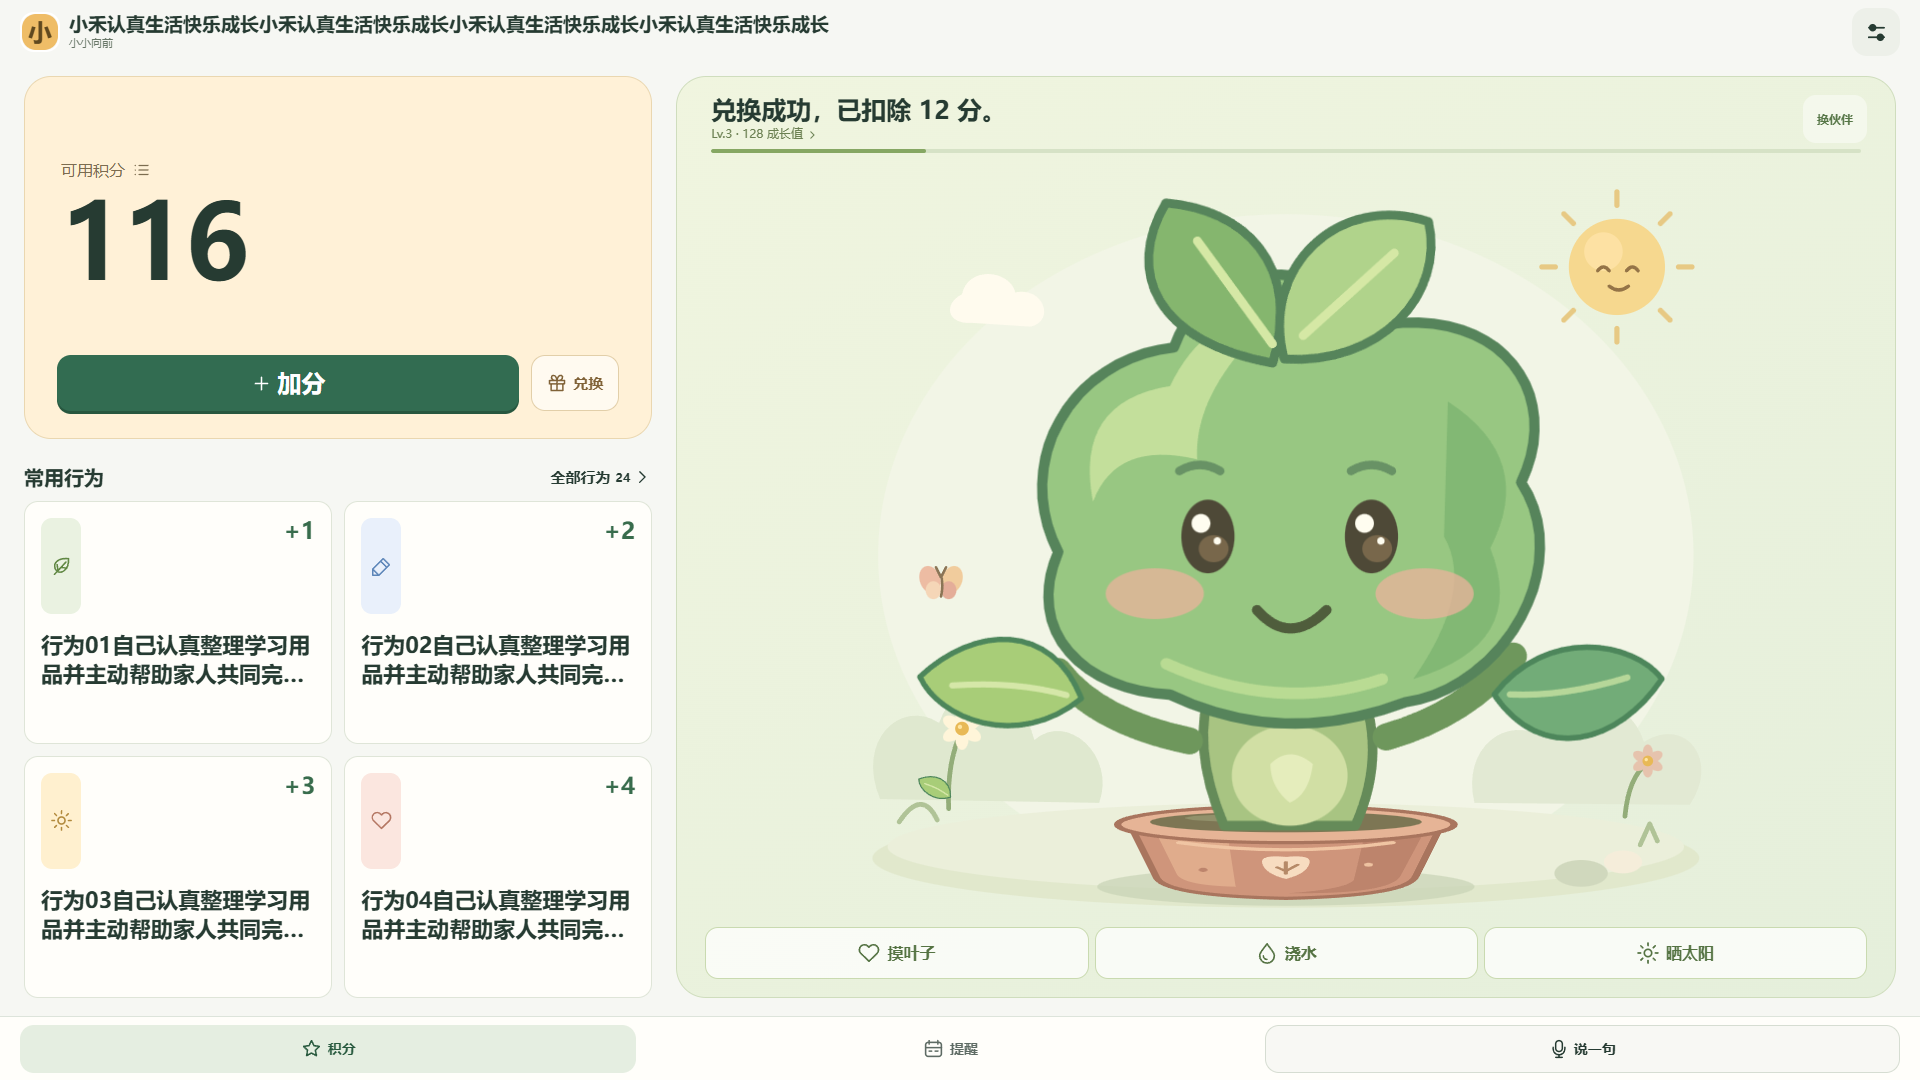 小
小禾认真生活快乐成长小禾认真生活快乐成长小禾认真生活快乐成长小禾认真生活快乐成长
小小向前
可用积分
116
+ 加分
兑换
常用行为
全部行为 24
+1
行为01自己认真整理学习用
品并主动帮助家人共同完...
+2
行为02自己认真整理学习用
品并主动帮助家人共同完...
+3
行为03自己认真整理学习用
品并主动帮助家人共同完...
+4
行为04自己认真整理学习用
品并主动帮助家人共同完...
兑换成功，已扣除 12 分。
Lv.3 · 128 成长值
换伙伴
摸叶子
浇水
晒太阳
积分
提醒
说一句